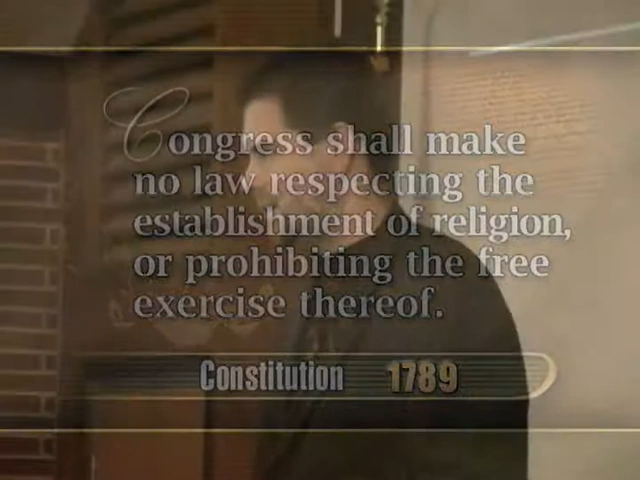 Congress shall make
no law respecting the
establishment of religion,
or prohibiting the free
exercise thereof.
Constitution 1789